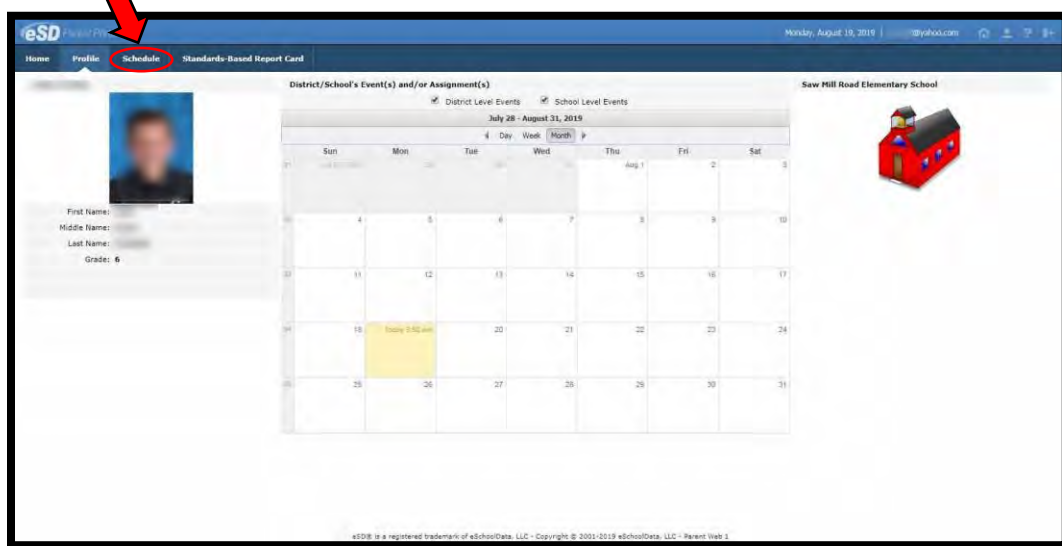 eSD Parent Portal
Monday, August 19, 2019 | @yahoo.com
Home Profile Schedule Standards-Based Report Card
District/School's Event(s) and/or Assignment(s)
Saw Mill Road Elementary School
District Level Events School Level Events
July 28 - August 31, 2019
Day Week Month
Sun Mon Tue Wed Thu Fri Sat
Aug 1 2 3
4 5 6 7 8 9 10
11 12 13 14 15 16 17
18 Today 20 21 22 23 24
25 26 27 28 29 30 31
First Name:
Middle Name:
Last Name:
Grade: 6
eSD® is a registered trademark of eSchoolData, LLC - Copyright © 2001-2019 eSchoolData, LLC - Parent Web 1